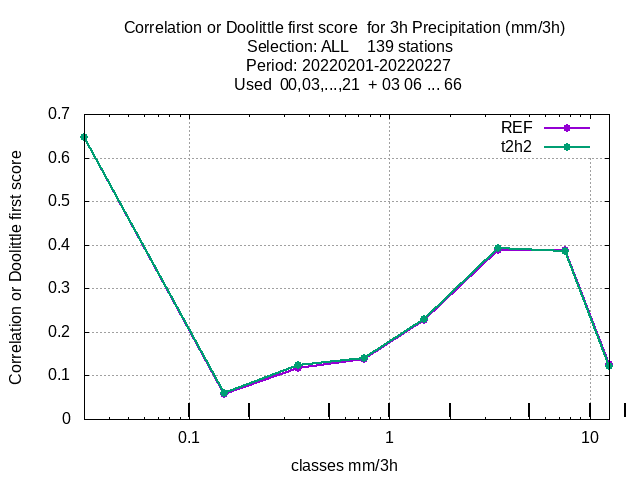 Correlation or Doolittle first score  for 3h Precipitation (mm/3h)
Selection: ALL    139 stations
Period: 20220201-20220227
Used  00,03,...,21  + 03 06 ... 66
REF
t2h2
Correlation or Doolittle first score
0.7
0.6
0.5
0.4
0.3
0.2
0.1
0
0.1
1
10
classes mm/3h